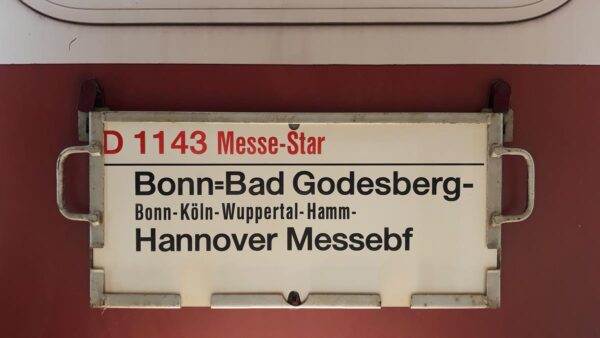 D 1143 Messe-Star
Bonn=Bad Godesberg-
Bonn-Köln-Wuppertal-Hamm-
Hannover Messebf